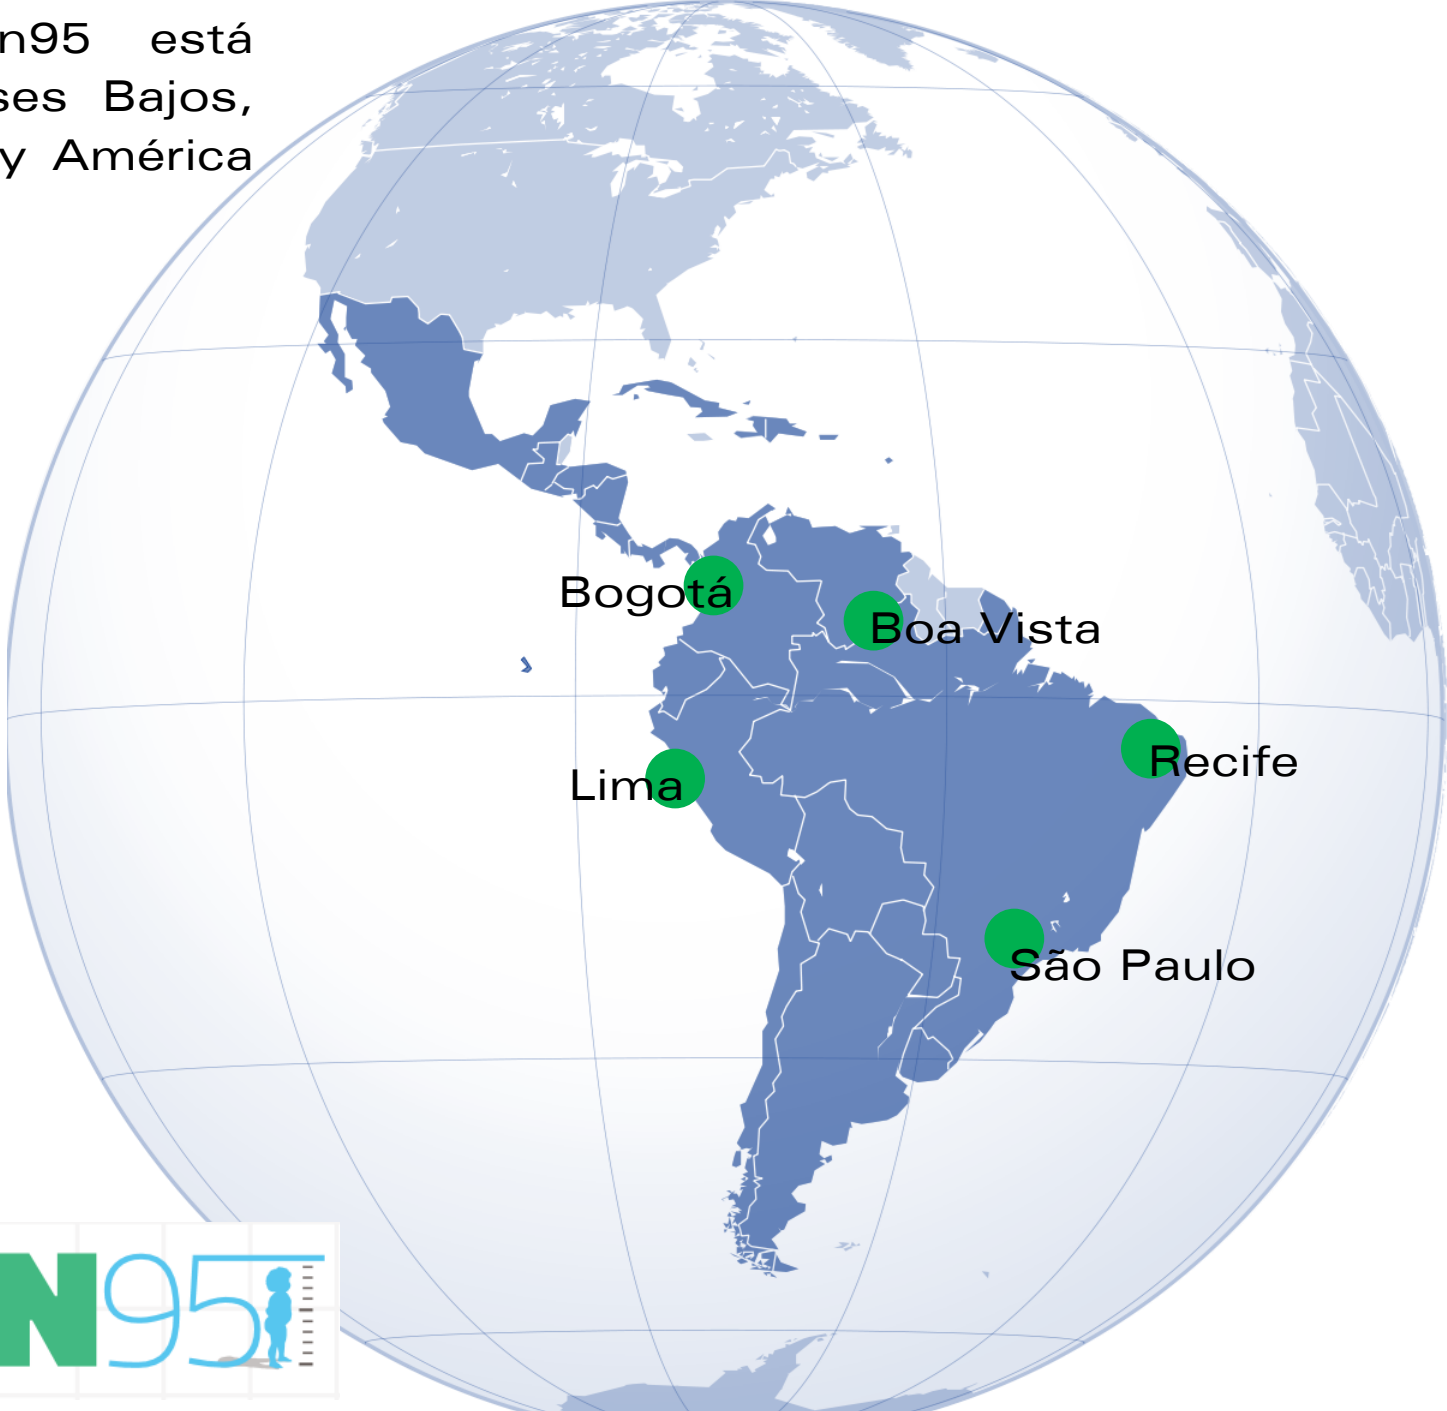 n95 está
ses Bajos,
y América
Bogotá
Boa Vista
Recife
Lima
São Paulo
N95